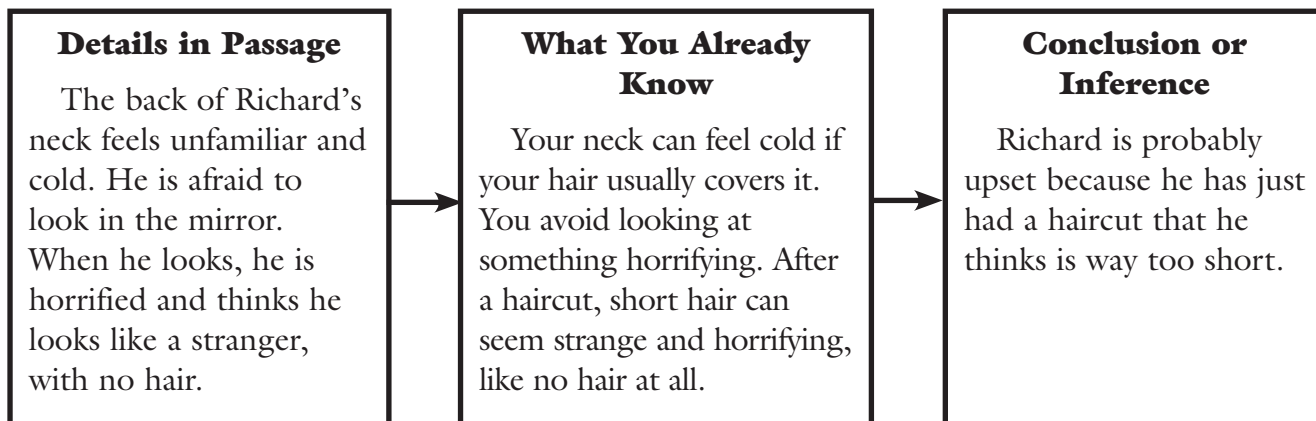 Details in Passage
The back of Richard’s
neck feels unfamiliar and
cold. He is afraid to
look in the mirror.
When he looks, he is
horrified and thinks he
looks like a stranger,
with no hair.
What You Already
Know
Your neck can feel cold if
your hair usually covers it.
You avoid looking at
something horrifying. After
a haircut, short hair can
seem strange and horrifying,
like no hair at all.
Conclusion or
Inference
Richard is probably
upset because he has just
had a haircut that he
thinks is way too short.